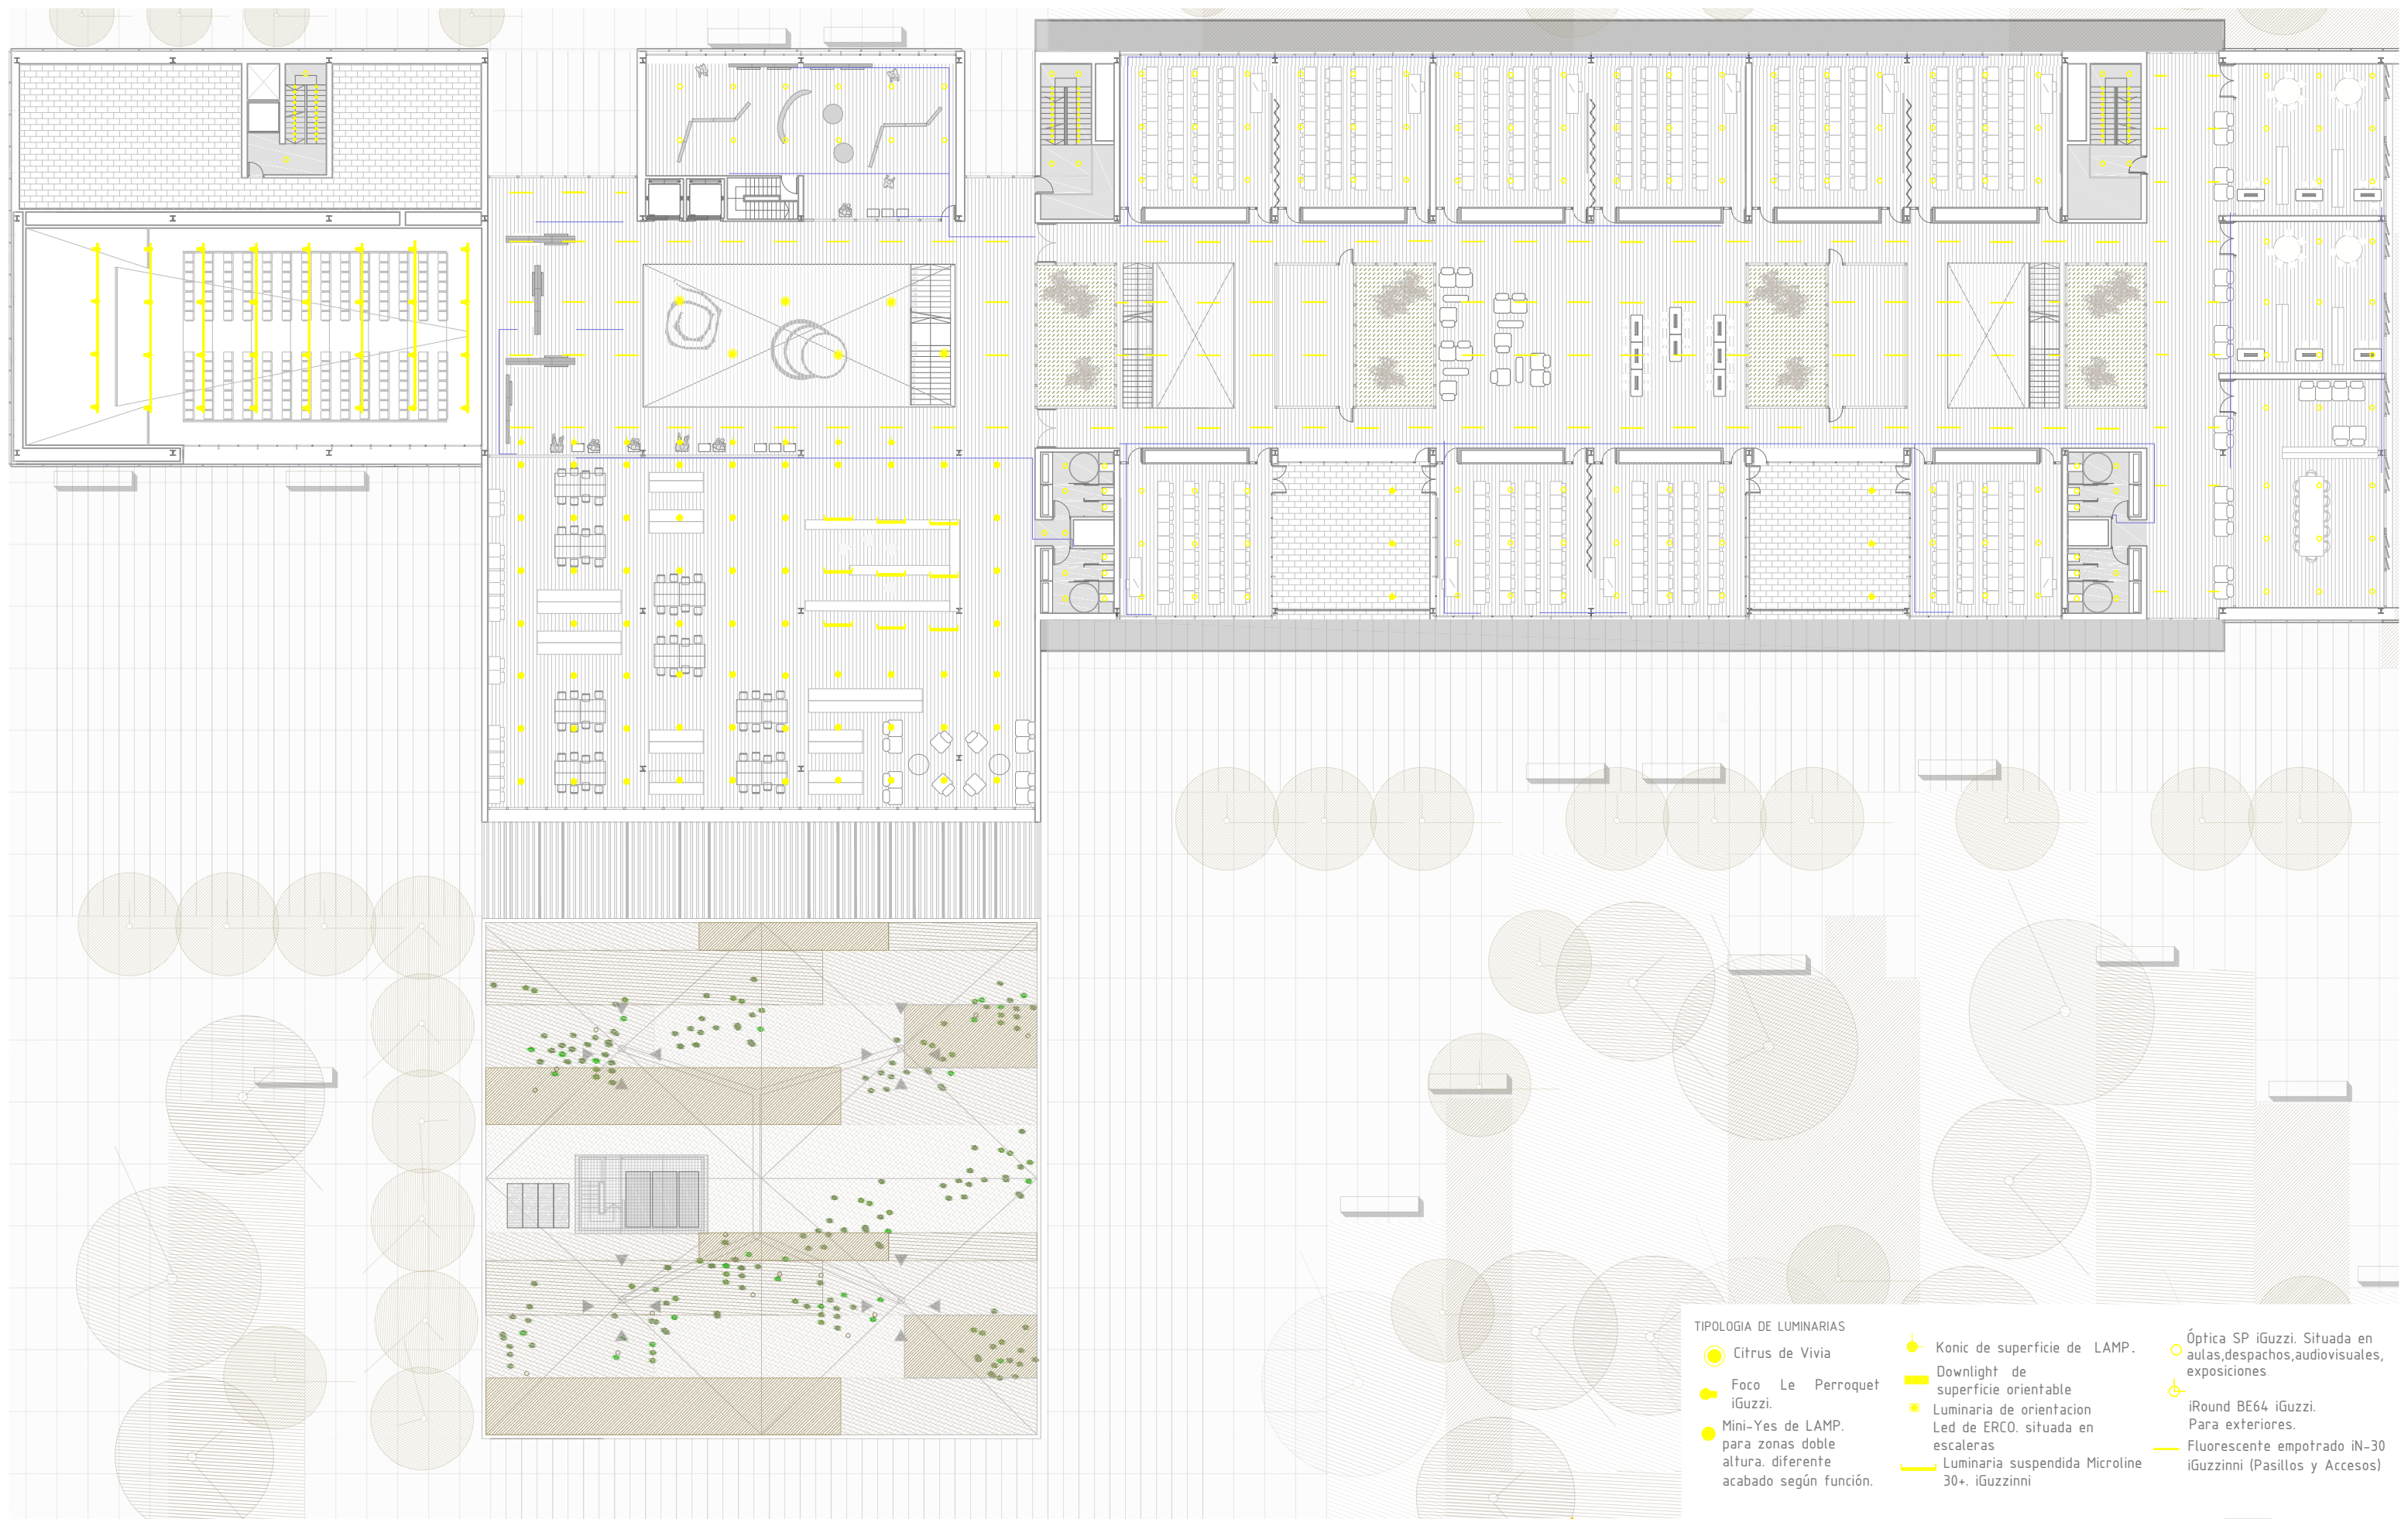 TIPOLOGIA DE LUMINARIAS
Citrus de Vivia
Foco Le Perroquet
iGuzzi.
Mini-Yes de LAMP.
para zonas doble
altura. diferente
acabado según función.
Konic de superficie de LAMP.
Downlight de
superficie orientable
Luminaria de orientacion
Led de ERCO. situada en
escaleras
Luminaria suspendida Microline
30+. iGuzzinni
Óptica SP iGuzzi. Situada en
aulas,despachos,audiovisuales,
exposiciones
iRound BE64 iGuzzi.
Para exteriores.
Fluorescente empotrado iN-30
iGuzzinni (Pasillos y Accesos)